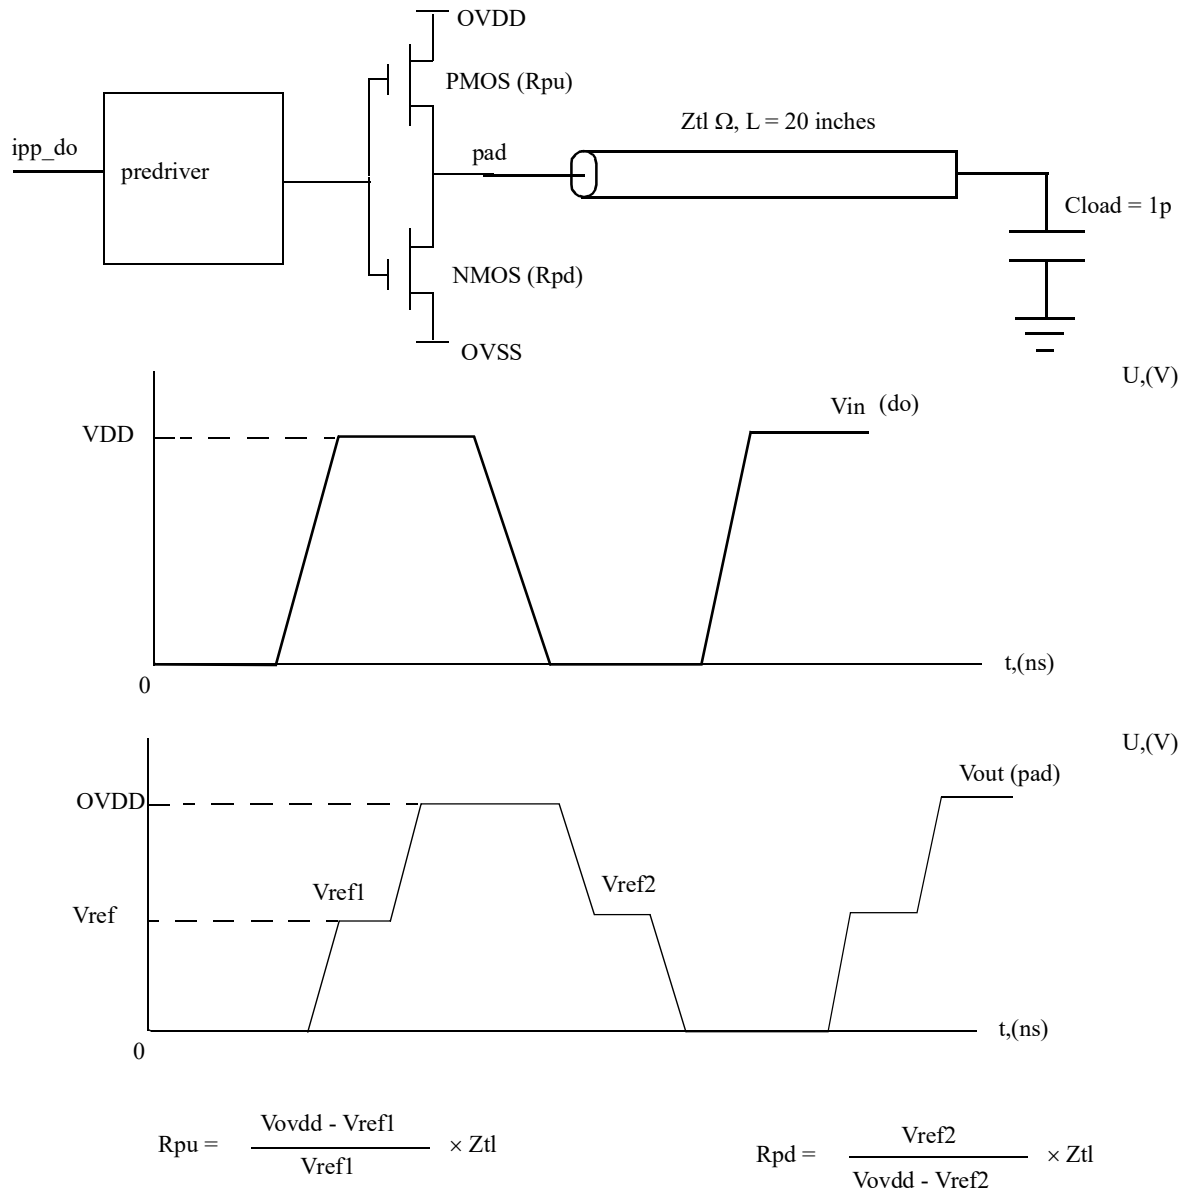 OVDD
PMOS (Rpu)
Ztl Ω, L = 20 inches
ipp_do
pad
predriver
Cload = 1p
NMOS (Rpd)
OVSS
U,(V)
Vin (do)
VDD
t,(ns)
0
U,(V)
Vout (pad)
OVDD
Vref1
Vref2
Vref
t,(ns)
0
Rpu = Vovdd - Vref1 / Vref1 × Ztl
Rpd = Vref2 / Vovdd - Vref2 × Ztl